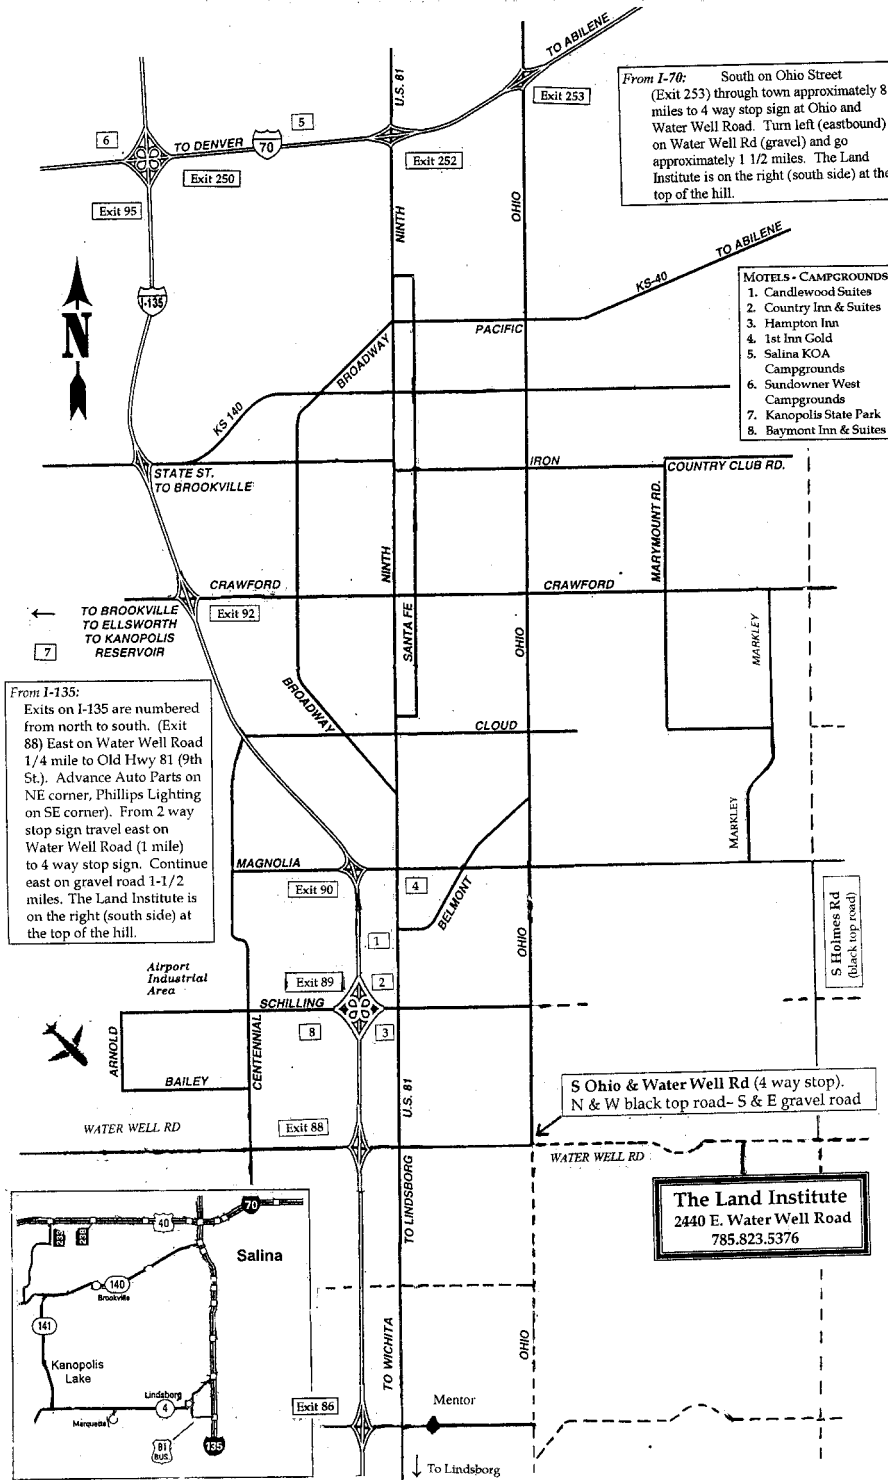 TO ABILENE
U.S. 81
From I-70: South on Ohio Street
(Exit 253) through town approximately 8
miles to 4 way stop sign at Ohio and
Water Well Road. Turn left (eastbound)
on Water Well Rd (gravel) and go
approximately 1 1/2 miles. The Land
Institute is on the right (south side) at the
top of the hill.
Exit 253
5
6
TO DENVER
70
Exit 252
Exit 250
Exit 95
NINTH
OHIO
TO ABILENE
KS-40
I-135
N
MOTELS - CAMPGROUNDS
1. Candlewood Suites
2. Country Inn & Suites
3. Hampton Inn
4. 1st Inn Gold
5. Salina KOA
Campgrounds
6. Sundowner West
Campgrounds
7. Kanopolis State Park
8. Baymont Inn & Suites
PACIFIC
BROADWAY
KS 140
IRON
COUNTRY CLUB RD.
STATE ST.
TO BROOKVILLE
MARYMOUNT RD.
NINTH
CRAWFORD
CRAWFORD
Exit 92
TO BROOKVILLE
TO ELLSWORTH
TO KANOPOLIS
RESERVOIR
7
SANTA FE
OHIO
MARKLEY
From I-135:
Exits on I-135 are numbered
from north to south. (Exit
88) East on Water Well Road
1/4 mile to Old Hwy 81 (9th
St.). Advance Auto Parts on
NE corner, Phillips Lighting
on SE corner). From 2 way
stop sign travel east on
Water Well Road (1 mile)
to 4 way stop sign. Continue
east on gravel road 1-1/2
miles. The Land Institute is
on the right (south side) at
the top of the hill.
BROADWAY
CLOUD
MARKLEY
MAGNOLIA
Exit 90
4
BELMONT
1
OHIO
S Holmes Rd
(black top road)
Airport
Industrial
Area
Exit 89
2
SCHILLING
8
3
ARNOLD
CENTENNIAL
BAILEY
U.S. 81
S Ohio & Water Well Rd (4 way stop).
N & W black top road~ S & E gravel road
WATER WELL RD
Exit 88
WATER WELL RD
TO LINDSBORG
The Land Institute
2440 E. Water Well Road
785.823.5376
70
40
Salina
140
Brookville
141
Kanopolis
Lake
Lindsborg
4
Marquette
81
BUS.
135
TO WICHITA
OHIO
Exit 86
Mentor
To Lindsborg